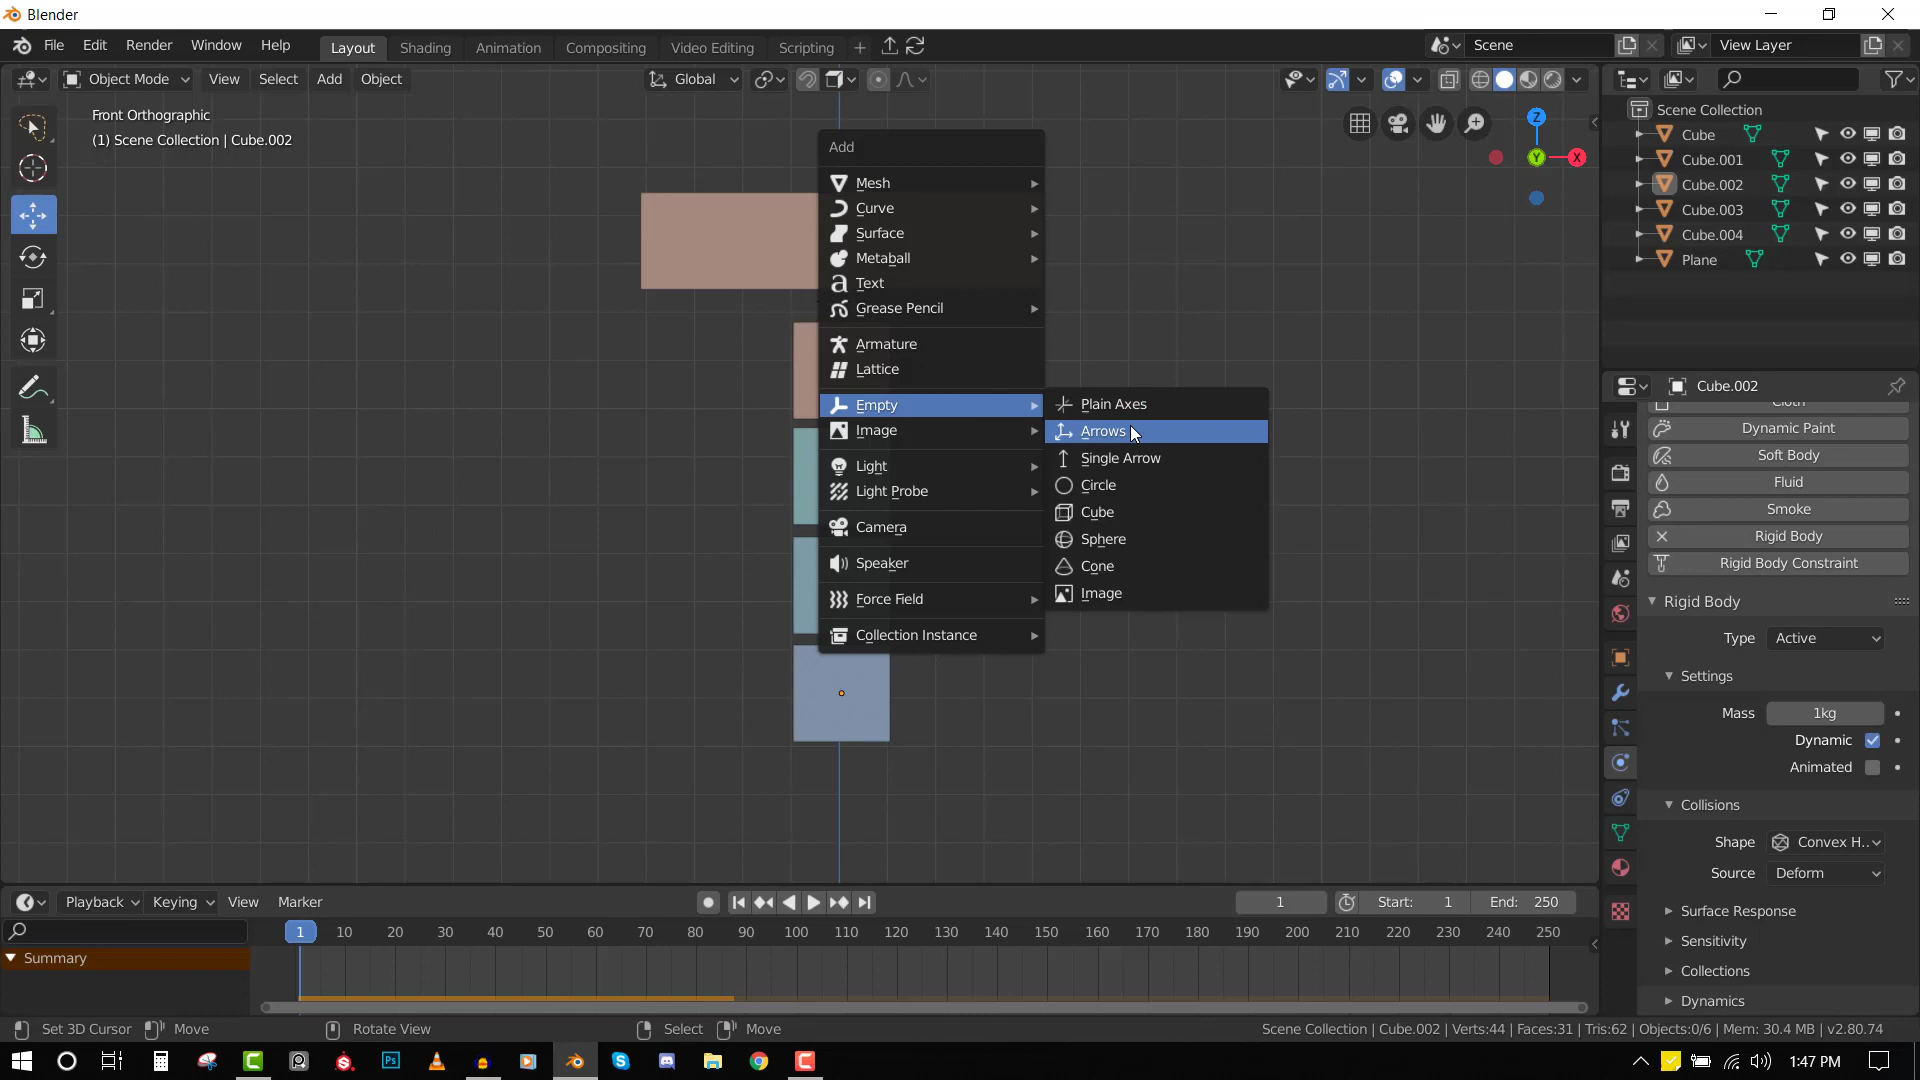 Blender
File Edit Render Window Help
Layout Shading Animation Compositing Video Editing Scripting + Scene View Layer
Object Mode View Select Add Object Global
Front Orthographic
(1) Scene Collection | Cube.002
Z
Y
X
Scene Collection
Cube
Cube.001
Cube.002
Cube.003
Cube.004
Plane
Add
Mesh
Curve
Surface
Metaball
Text
Grease Pencil
Armature
Lattice
Empty
Image
Light
Light Probe
Camera
Speaker
Force Field
Collection Instance
Plain Axes
Arrows
Single Arrow
Circle
Cube
Sphere
Cone
Image
Cube.002
Cloth
Dynamic Paint
Soft Body
Fluid
Smoke
Rigid Body
Rigid Body Constraint
Rigid Body
Type Active
Settings
Mass 1kg
Dynamic
Animated
Collisions
Shape Convex H..
Source Deform
Surface Response
Sensitivity
Collections
Dynamics
Playback Keying View Marker 1 Start: 1 End: 250
1 10 20 30 40 50 60 70 80 90 100 110 120 130 140 150 160 170 180 190 200 210 220 230 240 250
Summary
Set 3D Cursor Move Rotate View Select Move Scene Collection | Cube.002 | Verts:44 | Faces:31 | Tris:62 | Objects:0/6 | Mem: 30.4 MB | v2.80.74
Ps 1:47 PM